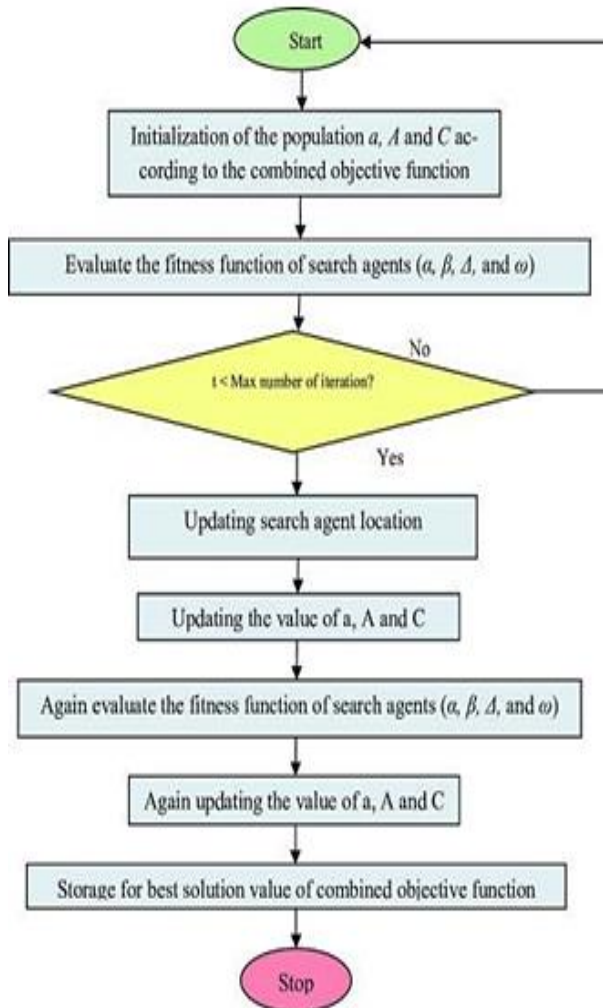 Start
Initialization of the population a, A and C ac-
cording to the combined objective function
Evaluate the fitness function of search agents (α, β, Δ, and ω)
No
t < Max number of iteration?
Yes
Updating search agent location
Updating the value of a, A and C
Again evaluate the fitness function of search agents (α, β, Δ, and ω)
Again updating the value of a, A and C
Storage for best solution value of combined objective function
Stop